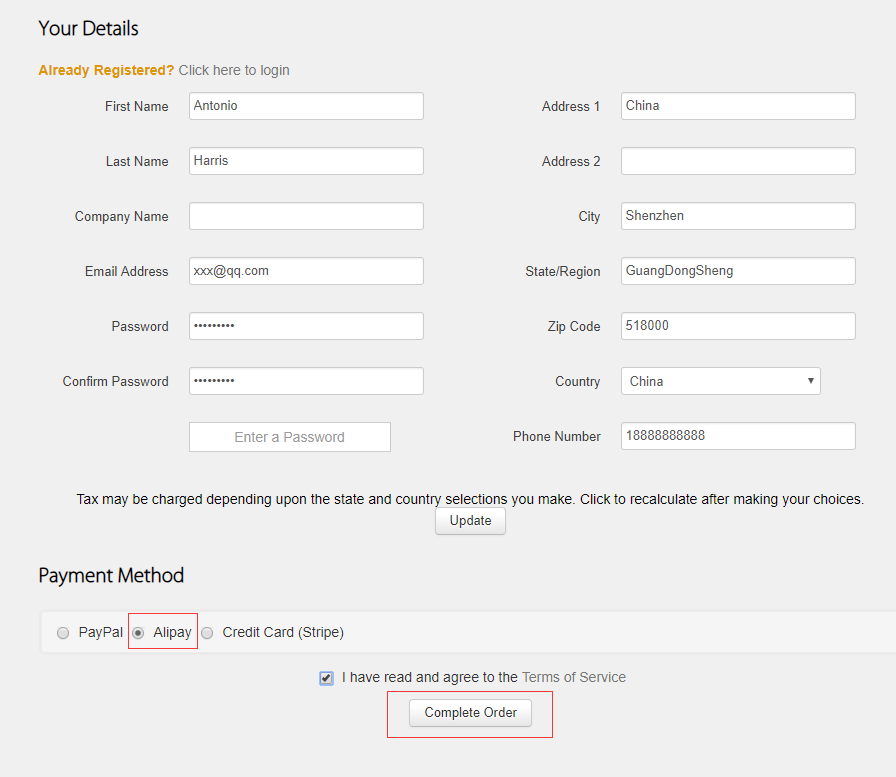 Your Details
Already Registered? Click here to login
First Name Antonio Address 1 China
Last Name Harris Address 2
Company Name City Shenzhen
Email Address xxx@qq.com State/Region GuangDongSheng
Password ••••••••• Zip Code 518000
Confirm Password ••••••••• Country China
Enter a Password Phone Number 18888888888
Tax may be charged depending upon the state and country selections you make. Click to recalculate after making your choices.
Update
Payment Method
PayPal Alipay Credit Card (Stripe)
I have read and agree to the Terms of Service
Complete Order